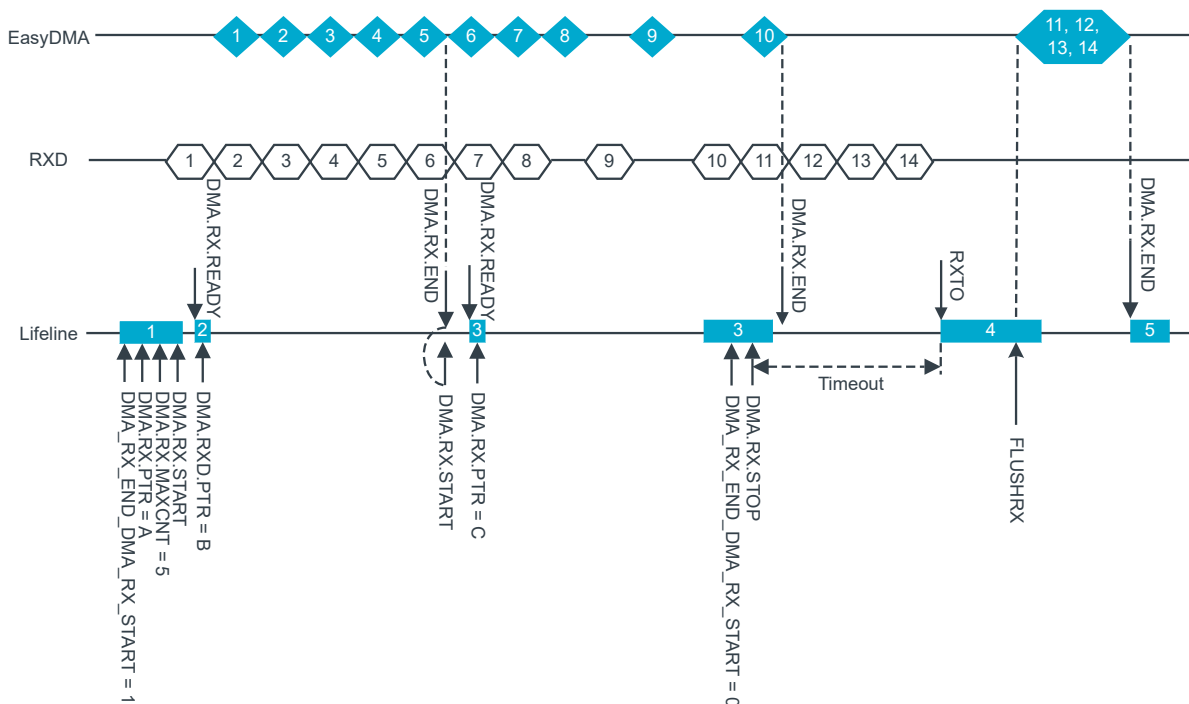 EasyDMA
1
2
3
4
5
6
7
8
9
10
11, 12,
13, 14
RXD
1
2
3
4
5
6
7
8
9
10
11
12
13
14
DMA.RX.READY
DMA.RX.END
DMA.RX.READY
DMA.RX.END
RXTO
DMA.RX.END
Lifeline
1
2
3
3
4
5
Timeout
DMA_RX_END_DMA_RX_START = 1
DMA.RX.PTR = A
DMA.RX.MAXCNT = 5
DMA.RX.START
DMA.RXD.PTR = B
DMA.RX.START
DMA.RX.PTR = C
DMA_RX_END_DMA_RX_START = 0
DMA.RX.STOP
FLUSHRX